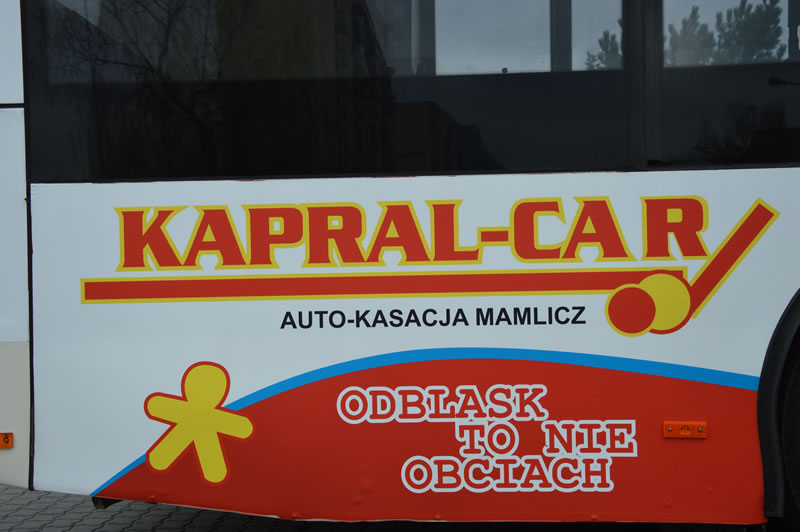 KAPRAL-CAR
AUTO-KASACJA MAMLICZ
ODBLASK
TO NIE
OBCIACH